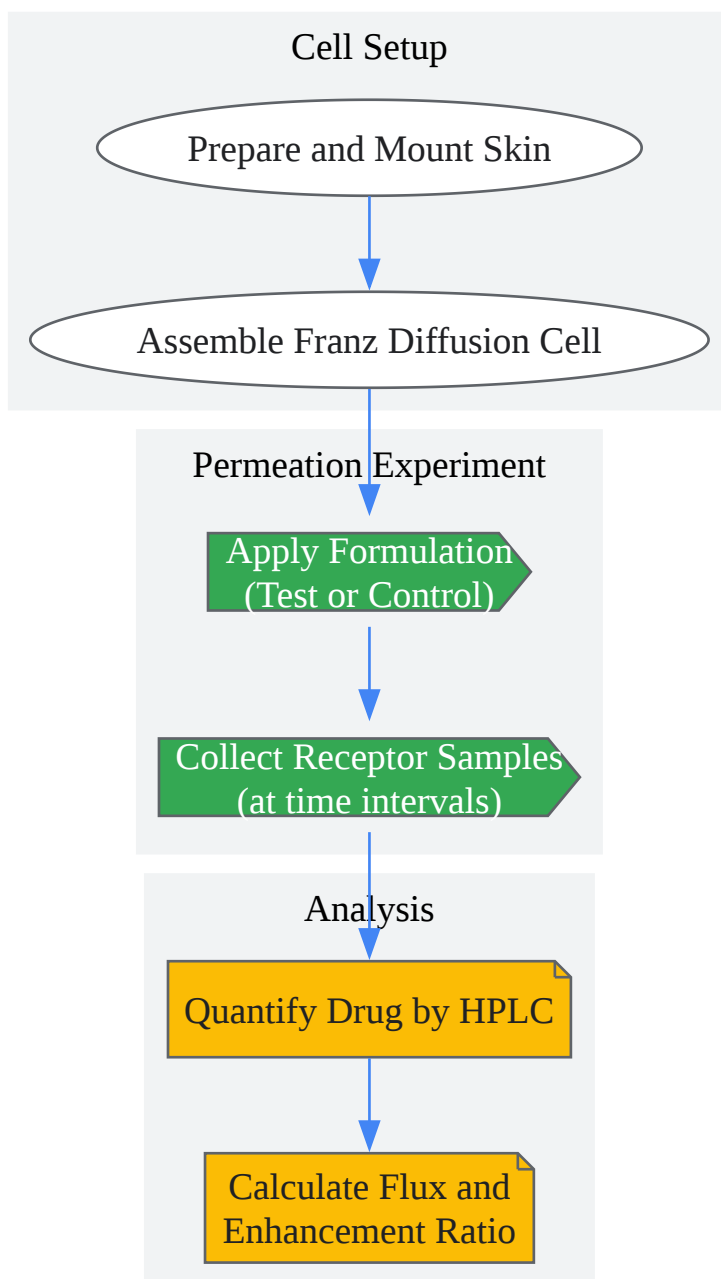 Cell Setup
Prepare and Mount Skin
Assemble Franz Diffusion Cell
Permeation Experiment
Apply Formulation
(Test or Control)
Collect Receptor Samples
(at time intervals)
Analysis
Quantify Drug by HPLC
Calculate Flux and
Enhancement Ratio